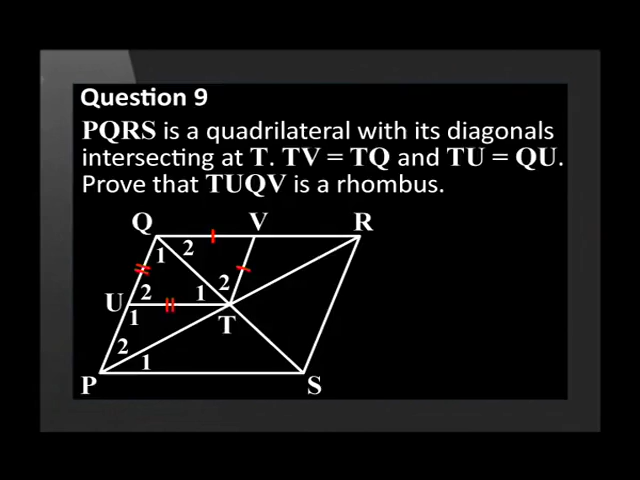 Question 9
PQRS is a quadrilateral with its diagonals
intersecting at T. TV = TQ and TU = QU.
Prove that TUQV is a rhombus.
Q V R
1 2
2 1 2
U
1 T
2
1
P S